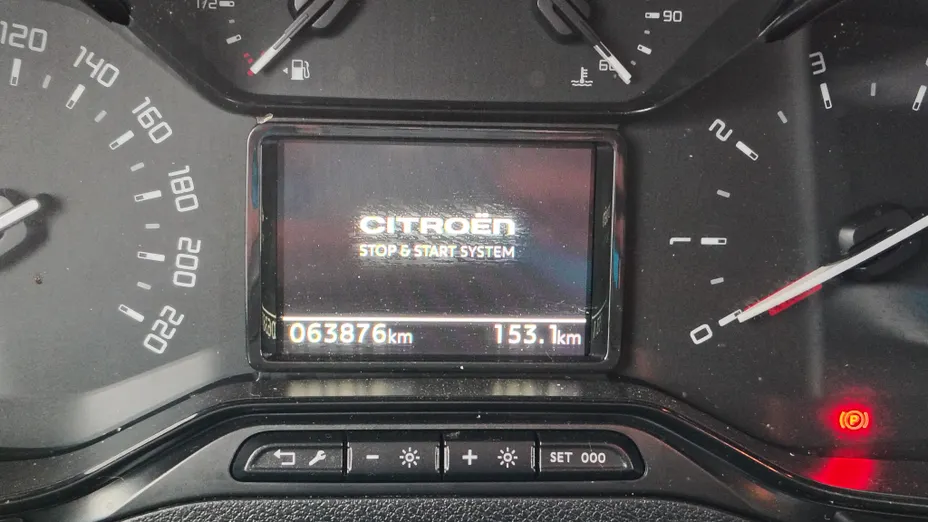 1/2
90
60
120
140
160
180
200
220
3
2
1
0
CITROËN
STOP & START SYSTEM
063876km
153.1km
(P)
- +
SET 000